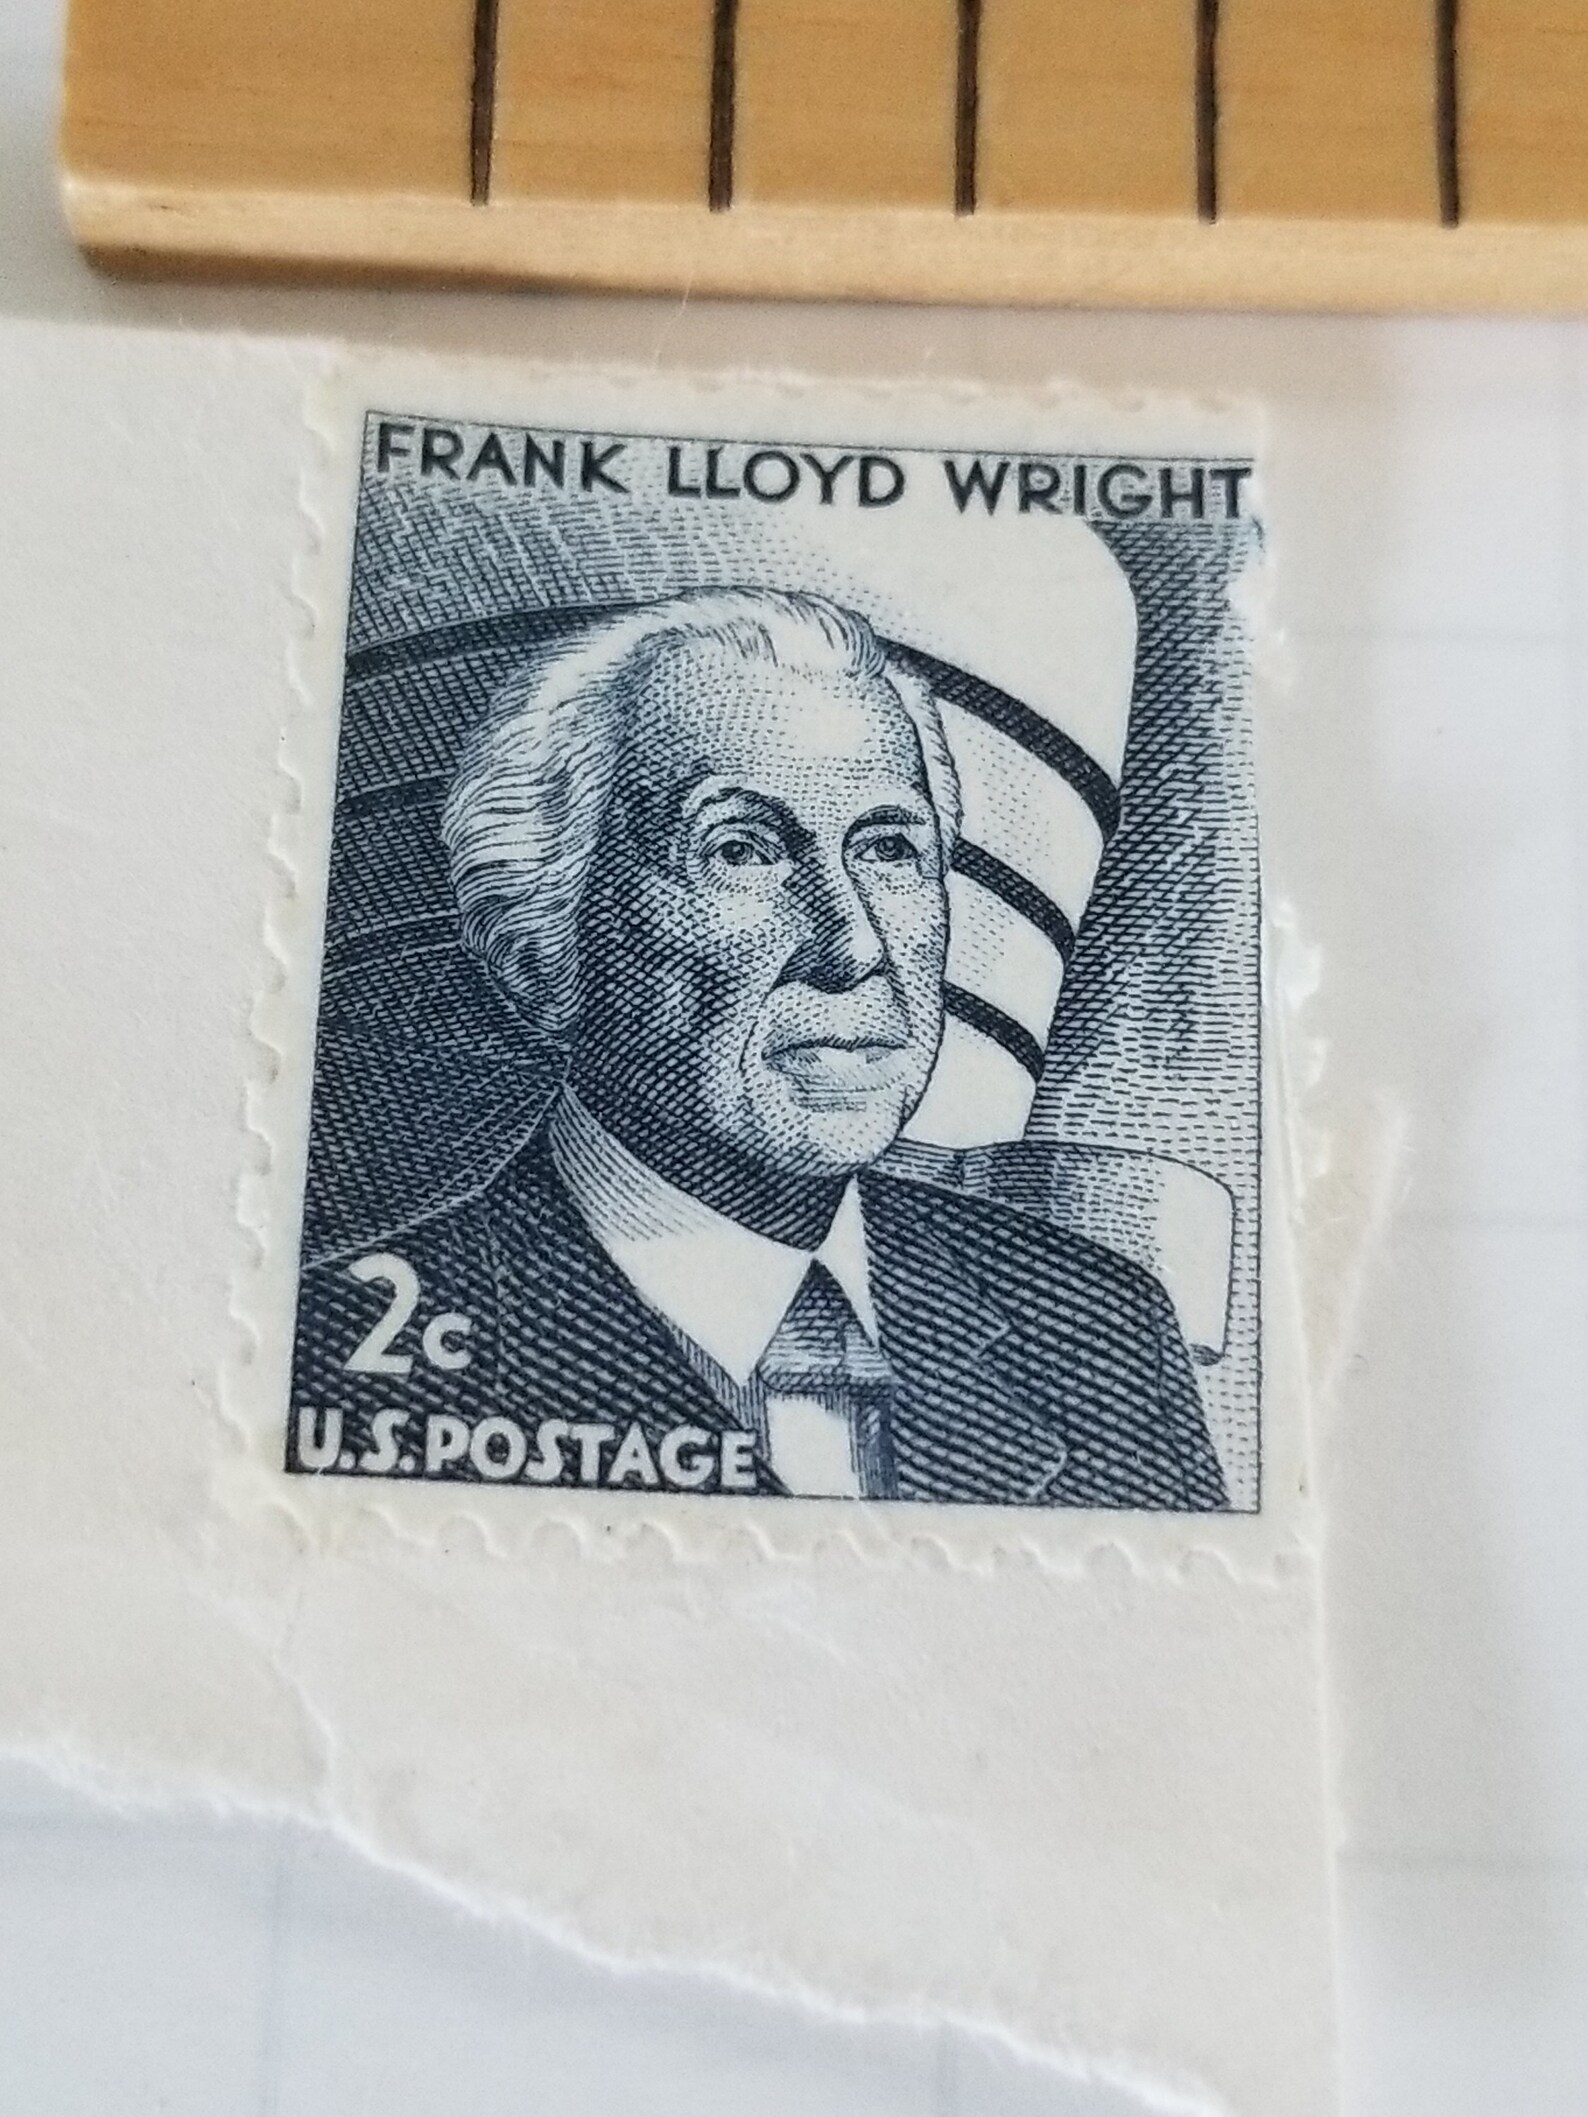 FRANK LLOYD WRIGHT
2c
U.S.POSTAGE